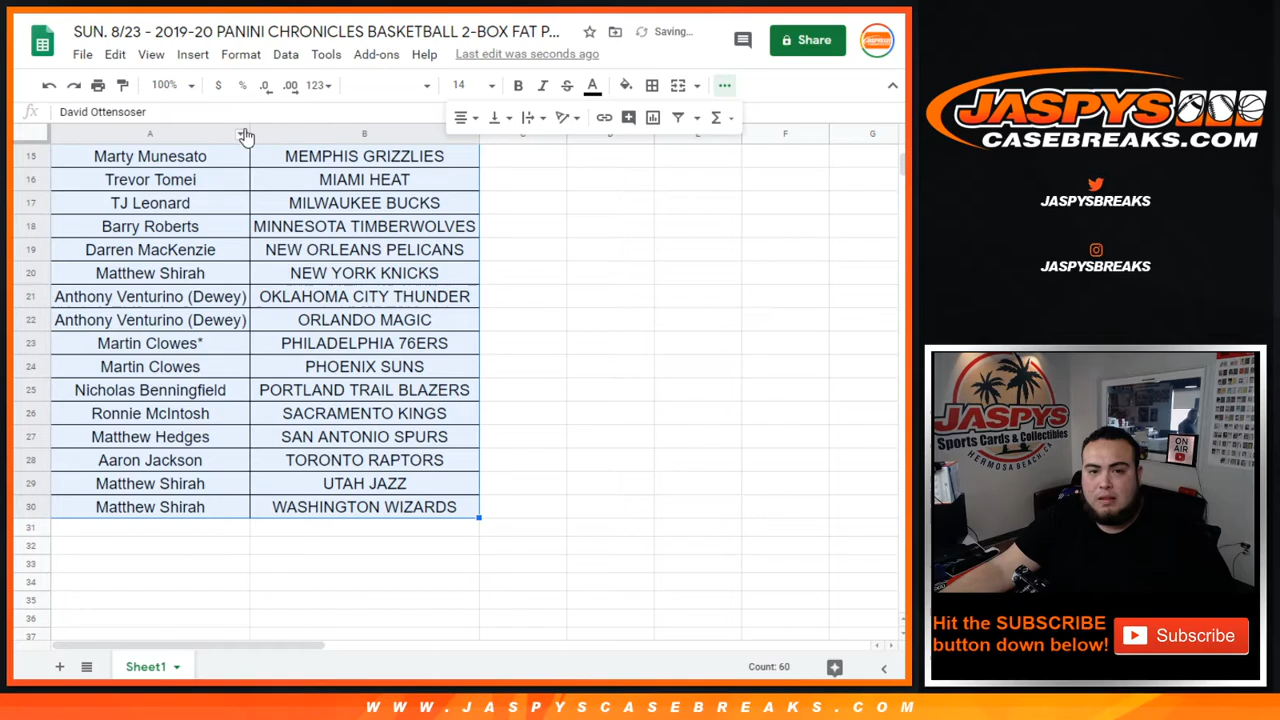 SUN. 8/23 - 2019-20 PANINI CHRONICLES BASKETBALL 2-BOX FAT P...
Saving...
Share
File Edit View Insert Format Data Tools Add-ons Help Last edit was seconds ago
100% $ % .0 .00 123 14 B I S A
fx David Ottensoser
A B C D E F G
15 Marty Munesato MEMPHIS GRIZZLIES
16 Trevor Tomei MIAMI HEAT
17 TJ Leonard MILWAUKEE BUCKS
18 Barry Roberts MINNESOTA TIMBERWOLVES
19 Darren MacKenzie NEW ORLEANS PELICANS
20 Matthew Shirah NEW YORK KNICKS
21 Anthony Venturino (Dewey) OKLAHOMA CITY THUNDER
22 Anthony Venturino (Dewey) ORLANDO MAGIC
23 Martin Clowes* PHILADELPHIA 76ERS
24 Martin Clowes PHOENIX SUNS
25 Nicholas Benningfield PORTLAND TRAIL BLAZERS
26 Ronnie McIntosh SACRAMENTO KINGS
27 Matthew Hedges SAN ANTONIO SPURS
28 Aaron Jackson TORONTO RAPTORS
29 Matthew Shirah UTAH JAZZ
30 Matthew Shirah WASHINGTON WIZARDS
31
32
33
34
35
36
37
Sheet1 Count: 60
JASPYS
CASEBREAKS.COM
JASPYSBREAKS
JASPYSBREAKS
JASPYS
Sports Cards & Collectibles
HERMOSA BEACH, CA
ON AIR
Hit the SUBSCRIBE
button down below!
Subscribe
WWW.JASPYSCASEBREAKS.COM